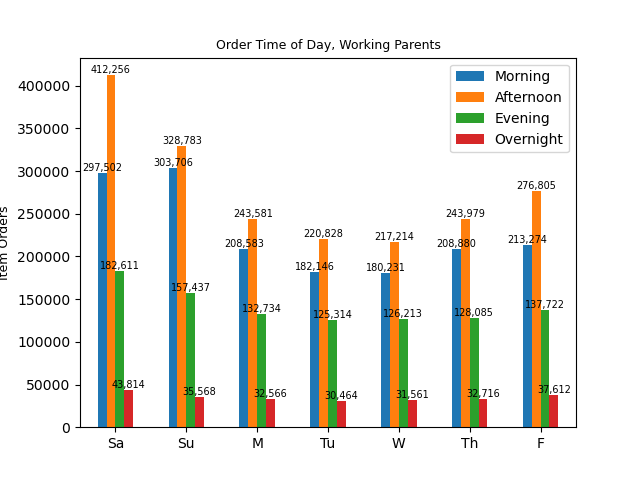 Order Time of Day, Working Parents
Item Orders
400000
350000
300000
250000
200000
150000
100000
50000
0
Morning
Afternoon
Evening
Overnight
297,502
412,256
182,611
43,814
303,706
328,783
157,437
35,568
208,583
243,581
132,734
32,566
182,146
220,828
125,314
30,464
180,231
217,214
126,213
31,561
208,880
243,979
128,085
32,716
213,274
276,805
137,722
37,612
Sa
Su
M
Tu
W
Th
F